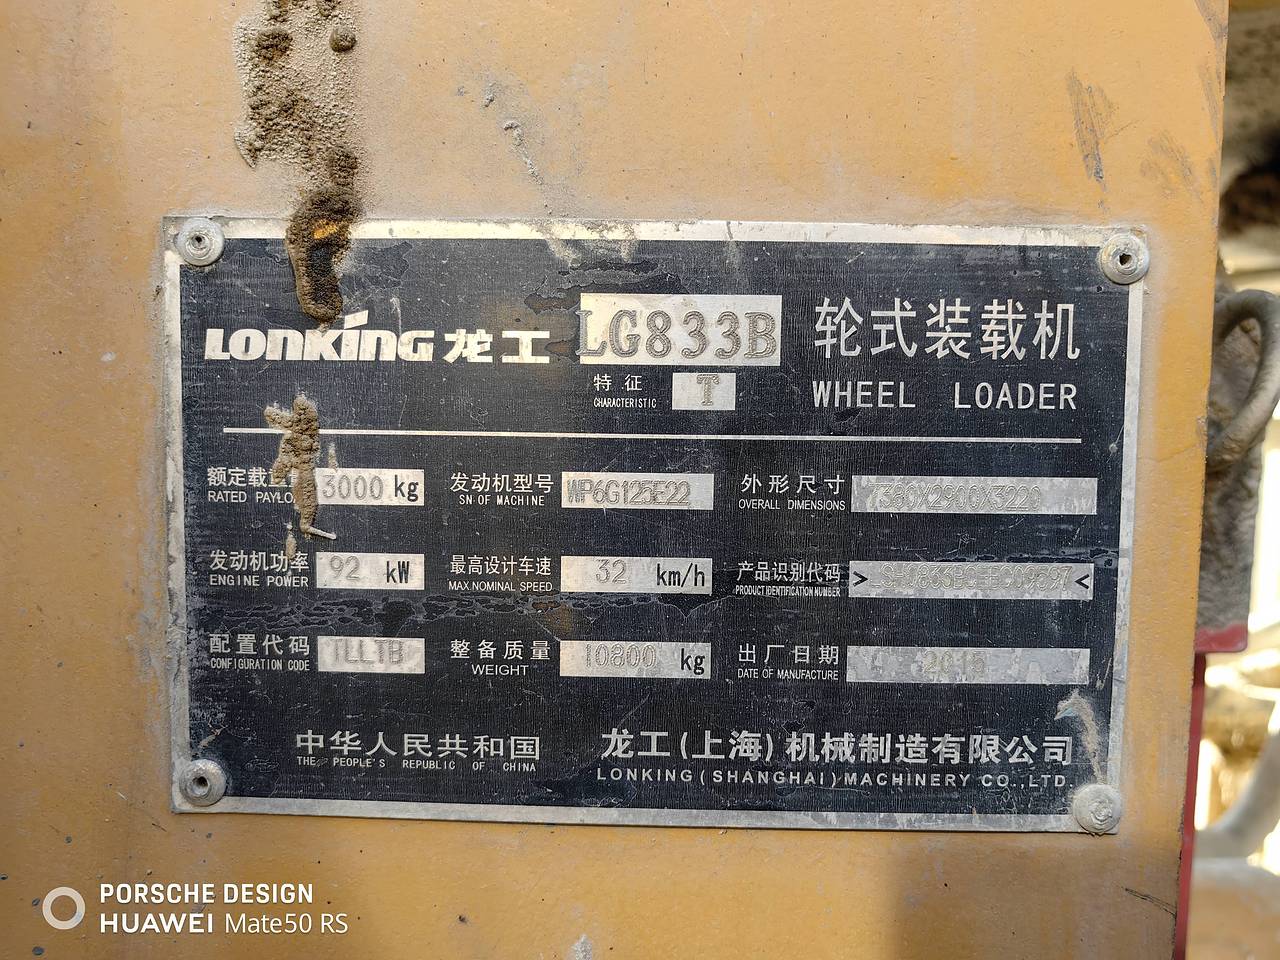 LONKING 龙工 LG833B 轮式装载机
特征 T
CHARACTERISTIC
WHEEL LOADER
额定载 3000 kg 发动机型号 WP6G125E22 外形尺寸 7380X2900X3220
RATED SN OF MACHINE OVERALL DIMENSIONS
发动机功率 92 kW 最高设计车速 32 km/h 产品识别代码 > <
ENGINE POWER MAX.NOMINAL SPEED PRODUCT IDENTIFICATION NUMBER
配置代码 TLLTB 整备质量 10800 kg 出厂日期 2015
CONFIGURATION CODE WEIGHT DATE OF MANUFACTURE
中华人民共和国 龙工(上海)机械制造有限公司
THE PEOPLE'S REPUBLIC OF CHINA LONKING(SHANGHAI)MACHINERY CO.,LTD.
PORSCHE DESIGN
HUAWEI Mate50 RS